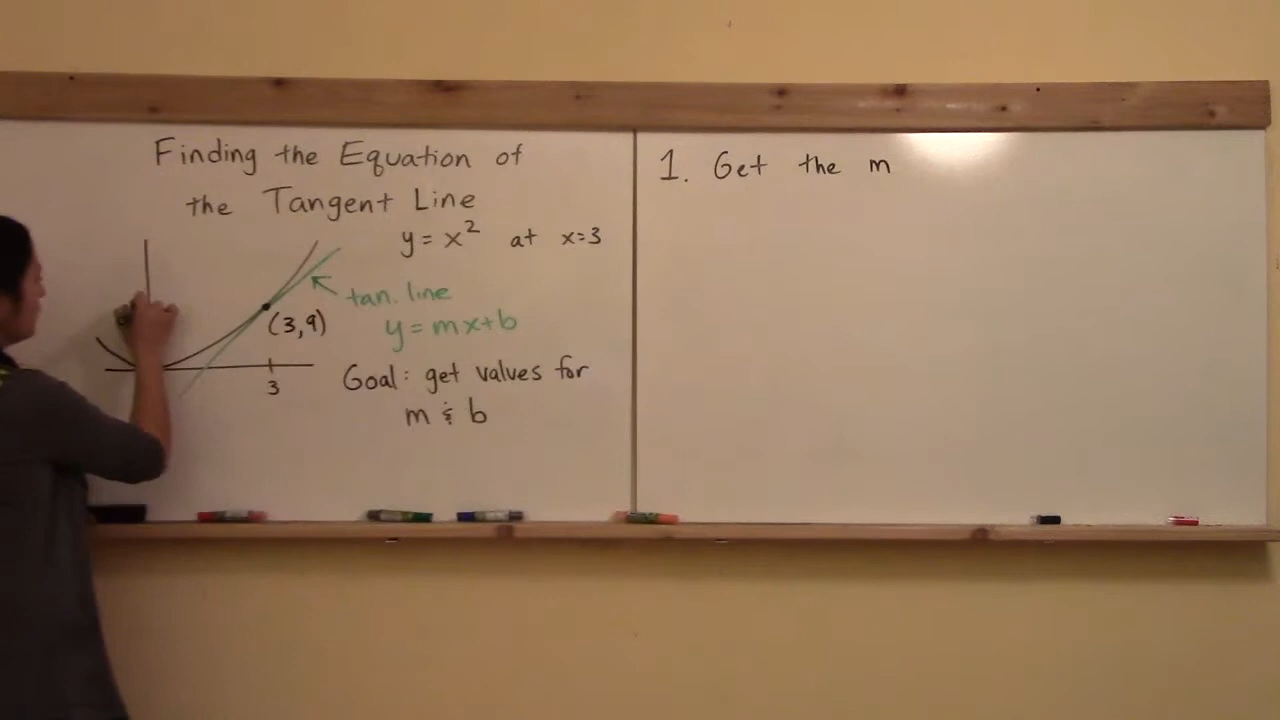 Finding the Equation of
the Tangent Line
y = x² at x=3
tan. line
(3,9)
y = mx+b
3
Goal: get values for
m & b
1. Get the m